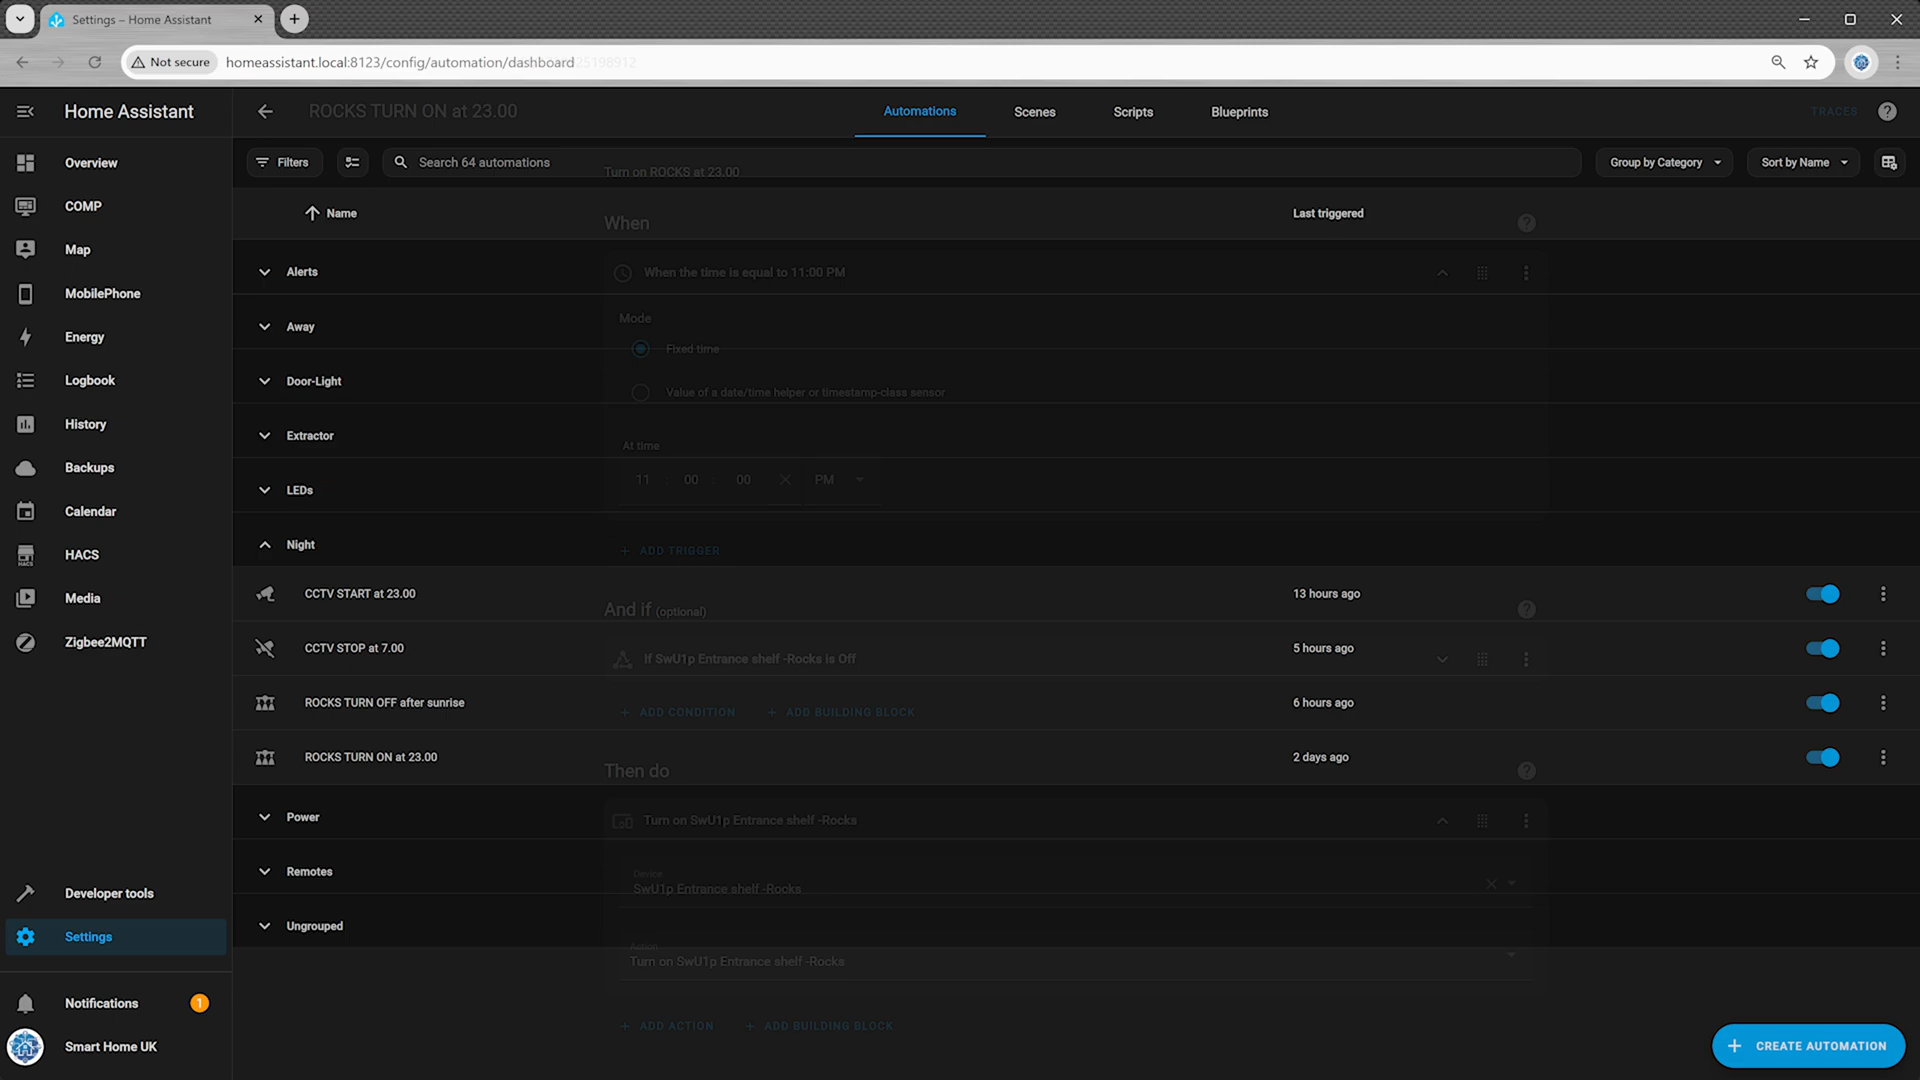 Settings – Home Assistant
Not secure
homeassistant.local:8123/config/automation/dashboard
Home Assistant
ROCKS TURN ON at 23.00
Automations
Scenes
Scripts
Blueprints
TRACES
Overview
COMP
Map
MobilePhone
Energy
Logbook
History
Backups
Calendar
HACS
Media
Zigbee2MQTT
Developer tools
Settings
Notifications
1
Smart Home UK
Filters
Search 64 automations
Group by Category
Sort by Name
Turn on ROCKS at 23.00
Name
Last triggered
When
Alerts
When the time is equal to 11:00 PM
Away
Mode
Fixed time
Door-Light
Value of a date/time helper or timestamp-class sensor
Extractor
At time
LEDs
11 : 00 : 00 PM
Night
ADD TRIGGER
CCTV START at 23.00
13 hours ago
And if (optional)
CCTV STOP at 7.00
5 hours ago
If SwU1p Entrance shelf -Rocks is Off
ROCKS TURN OFF after sunrise
6 hours ago
ADD CONDITION
ADD BUILDING BLOCK
ROCKS TURN ON at 23.00
2 days ago
Then do
Power
Turn on SwU1p Entrance shelf -Rocks
Remotes
Device
SwU1p Entrance shelf -Rocks
Ungrouped
Action
Turn on SwU1p Entrance shelf -Rocks
ADD ACTION
ADD BUILDING BLOCK
CREATE AUTOMATION